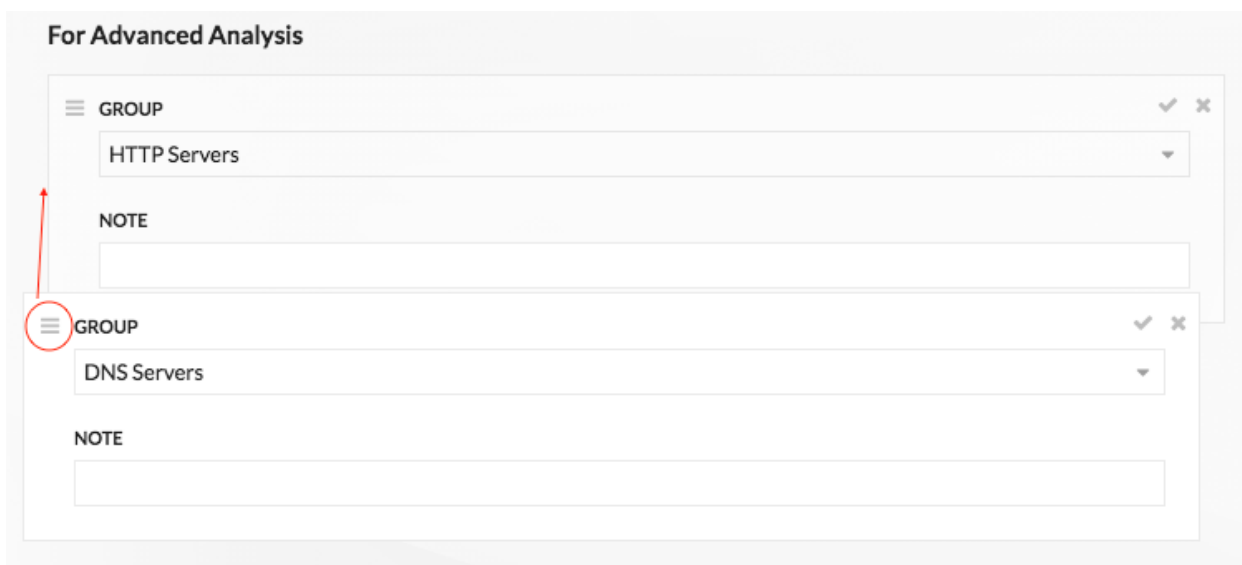 For Advanced Analysis
GROUP
HTTP Servers
NOTE
GROUP
DNS Servers
NOTE